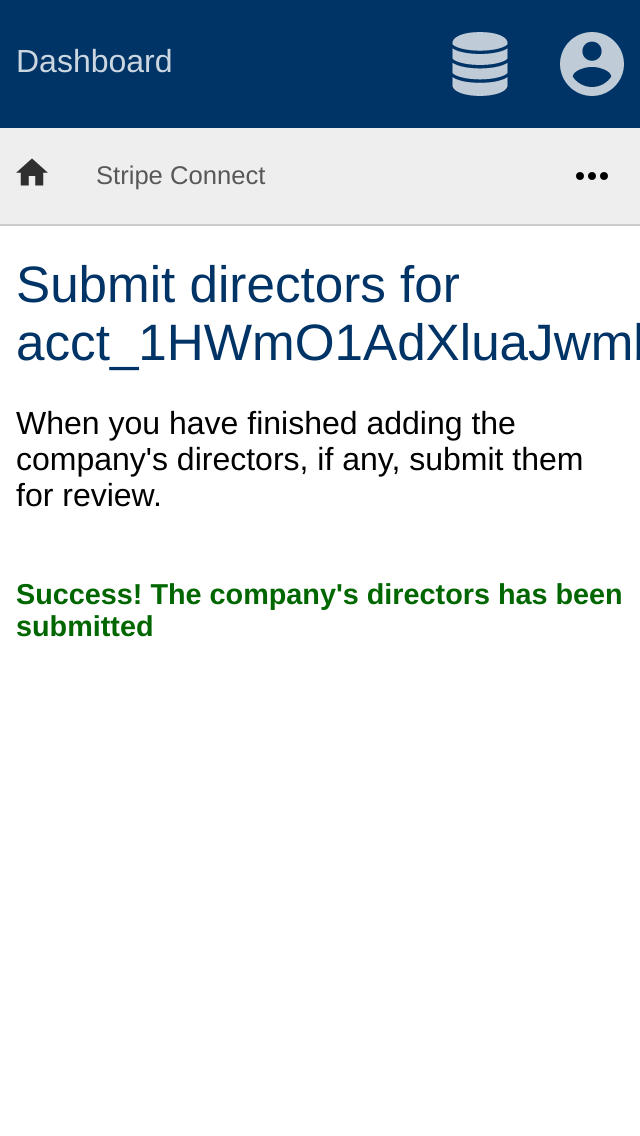 Dashboard
Stripe Connect
Submit directors for
acct_1HWmO1AdXluaJwm
When you have finished adding the
company's directors, if any, submit them
for review.
Success! The company's directors has been
submitted